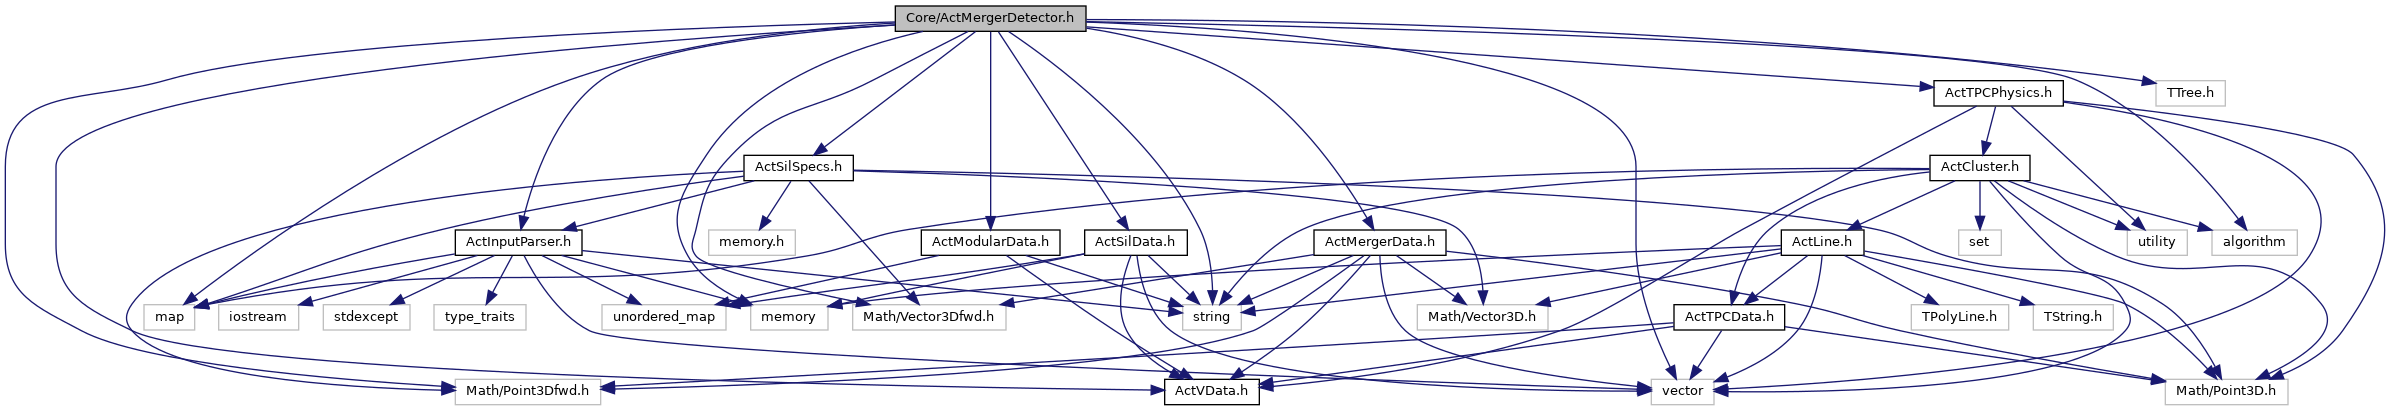 Core/ActMergerDetector.h
ActTPCPhysics.h
TTree.h
ActSilSpecs.h
ActCluster.h
ActInputParser.h
memory.h
ActModularData.h
ActSilData.h
ActMergerData.h
ActLine.h
set
utility
algorithm
map
iostream
stdexcept
type_traits
unordered_map
memory
Math/Vector3Dfwd.h
string
Math/Vector3D.h
ActTPCData.h
TPolyLine.h
TString.h
Math/Point3Dfwd.h
ActVData.h
vector
Math/Point3D.h